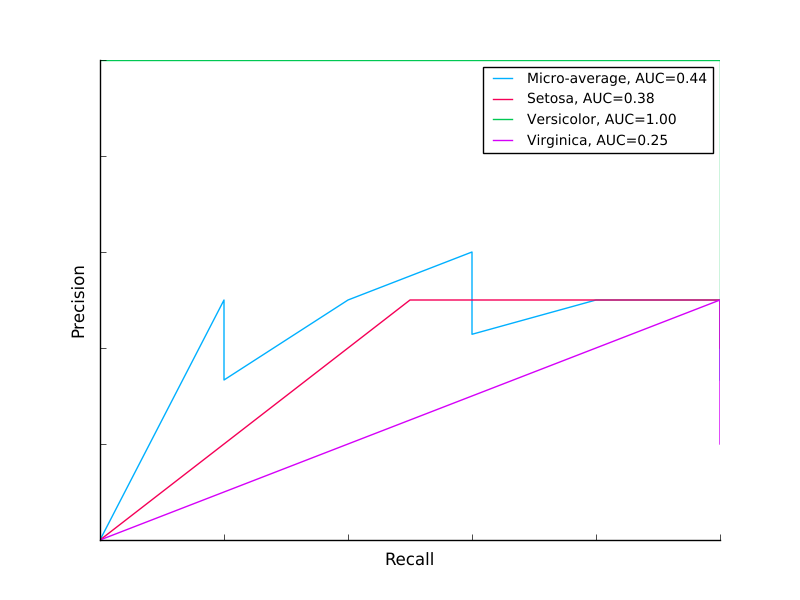 Micro-average, AUC=0.44
Setosa, AUC=0.38
Versicolor, AUC=1.00
Virginica, AUC=0.25
Precision
Recall